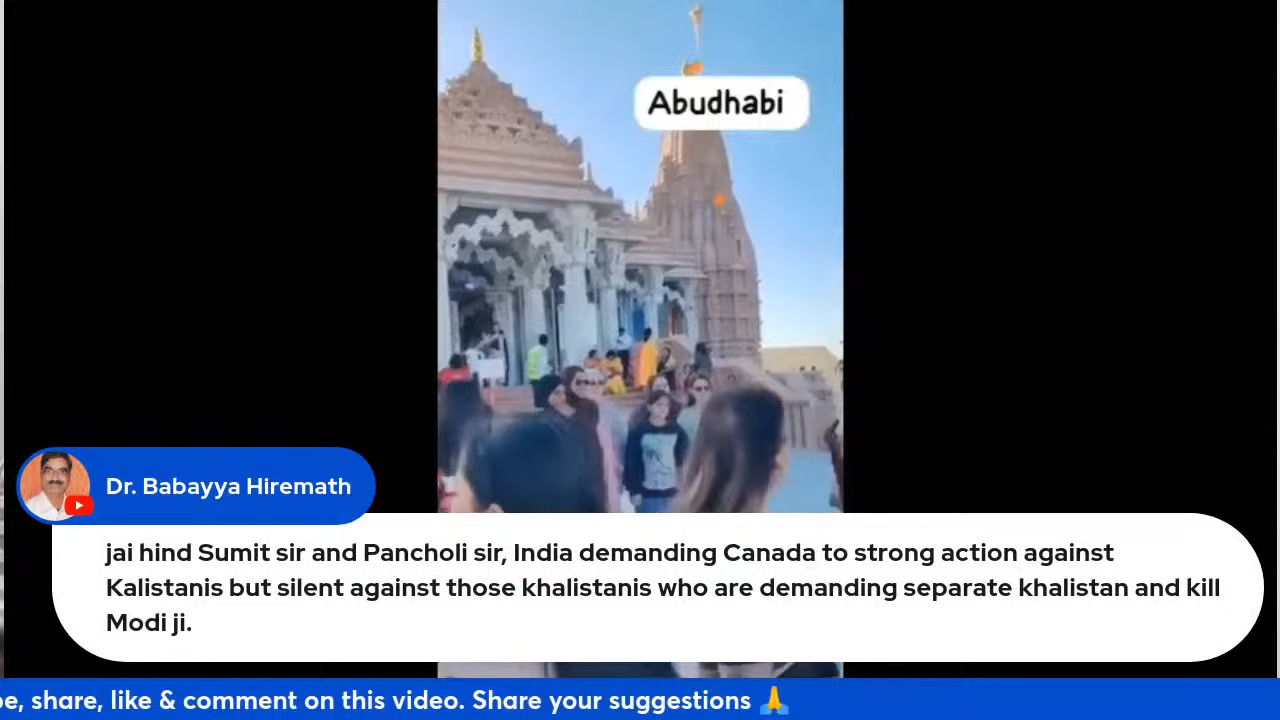 Abudhabi
Dr. Babayya Hiremath
jai hind Sumit sir and Pancholi sir, India demanding Canada to strong action against
Kalistanis but silent against those khalistanis who are demanding separate khalistan and kill
Modi ji.
share, like & comment on this video. Share your suggestions 🙏